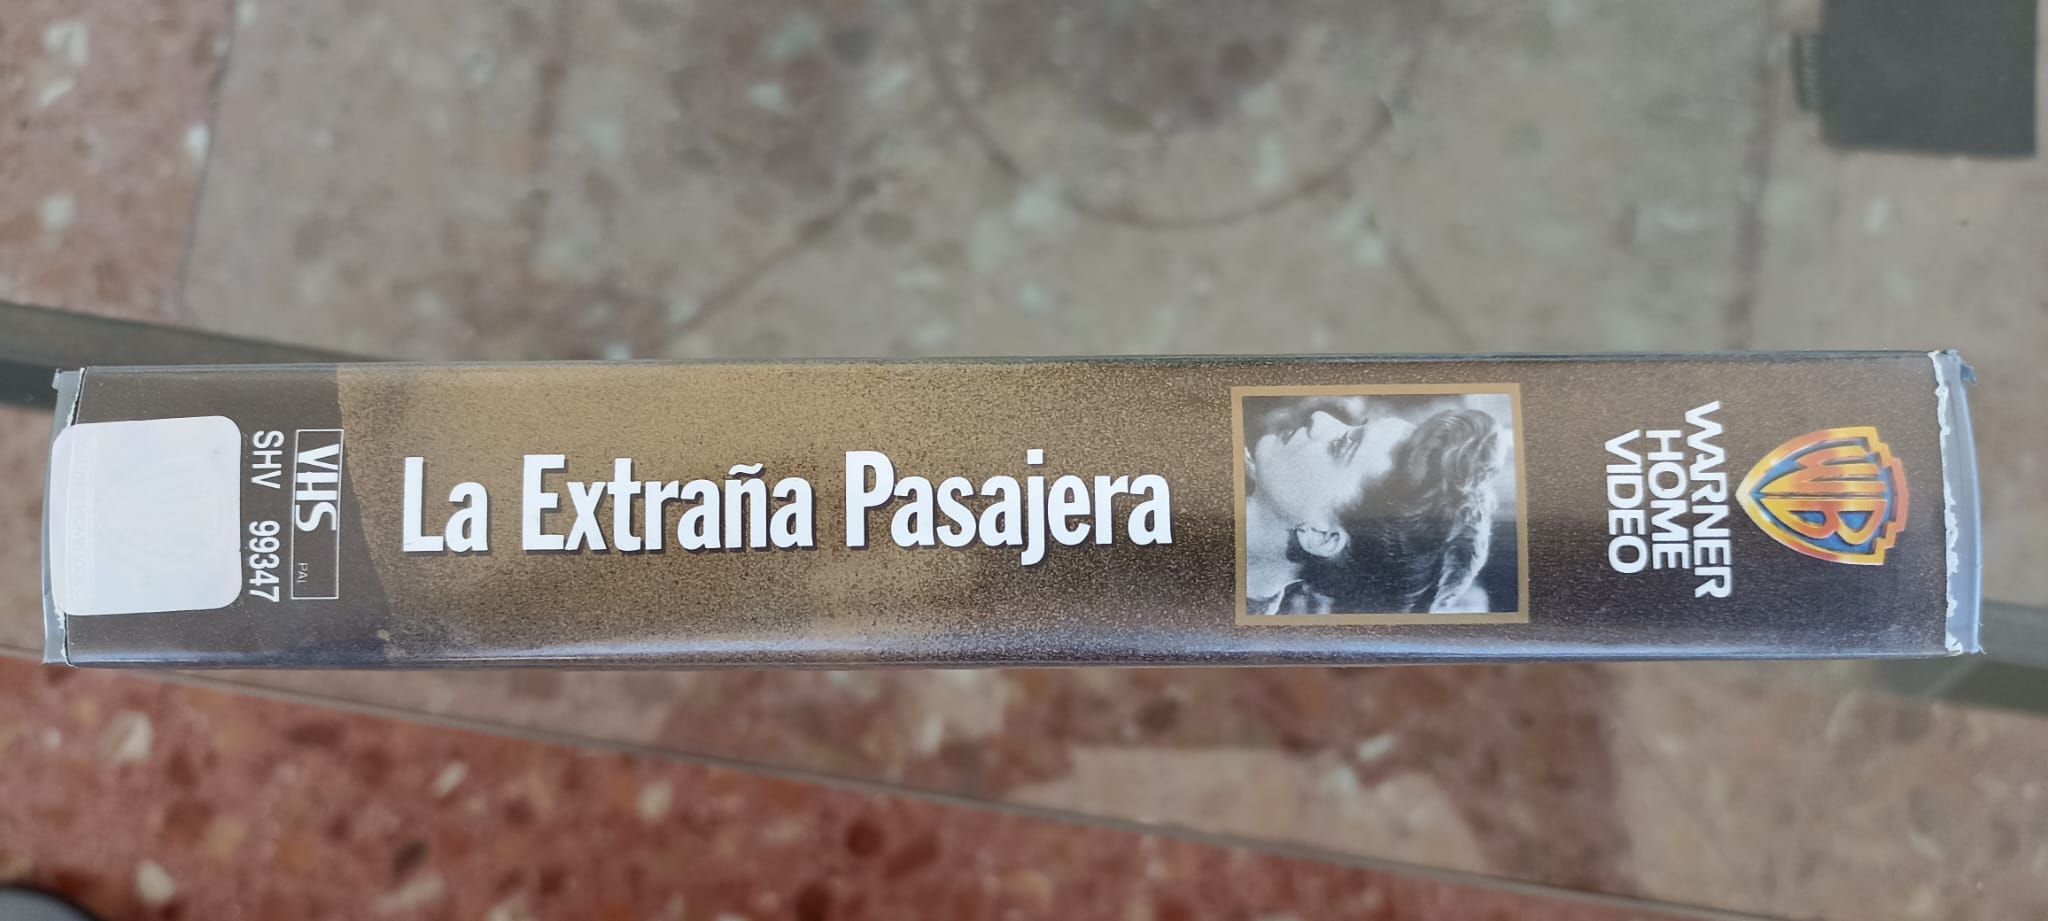 La Extraña Pasajera
WARNER
HOME
VIDEO
WB
VHS
PAL
SHV 99347